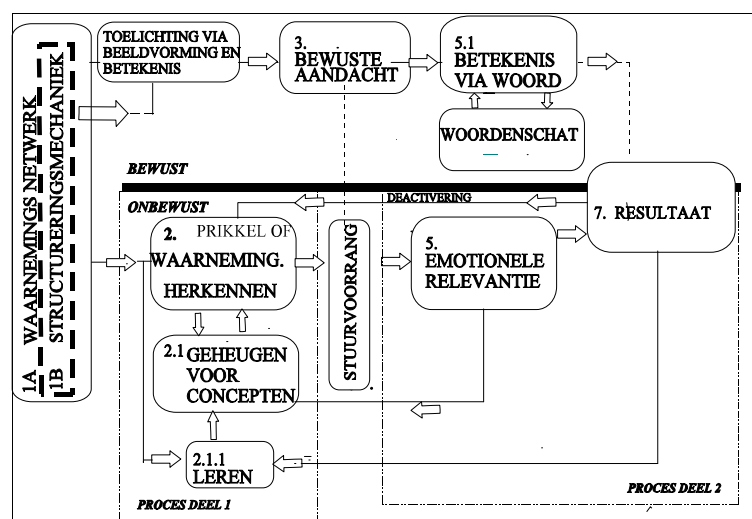 1A WAARNEMINGS NETWERK
1B STRUCTURERINGSMECHANIEK
TOELICHTING VIA
BEELDVORMING EN
BETEKENIS
3.
BEWUSTE
AANDACHT
5.1
BETEKENIS
VIA WOORD
WOORDENSCHAT
BEWUST
ONBEWUST
DEACTIVERING
2. PRIKKEL OF
WAARNEMING.
HERKENNEN
STUURVOORRANG
5.
EMOTIONELE
RELEVANTIE
7. RESULTAAT
2.1 GEHEUGEN
VOOR
CONCEPTEN
2.1.1
LEREN
PROCES DEEL 1
PROCES DEEL 2